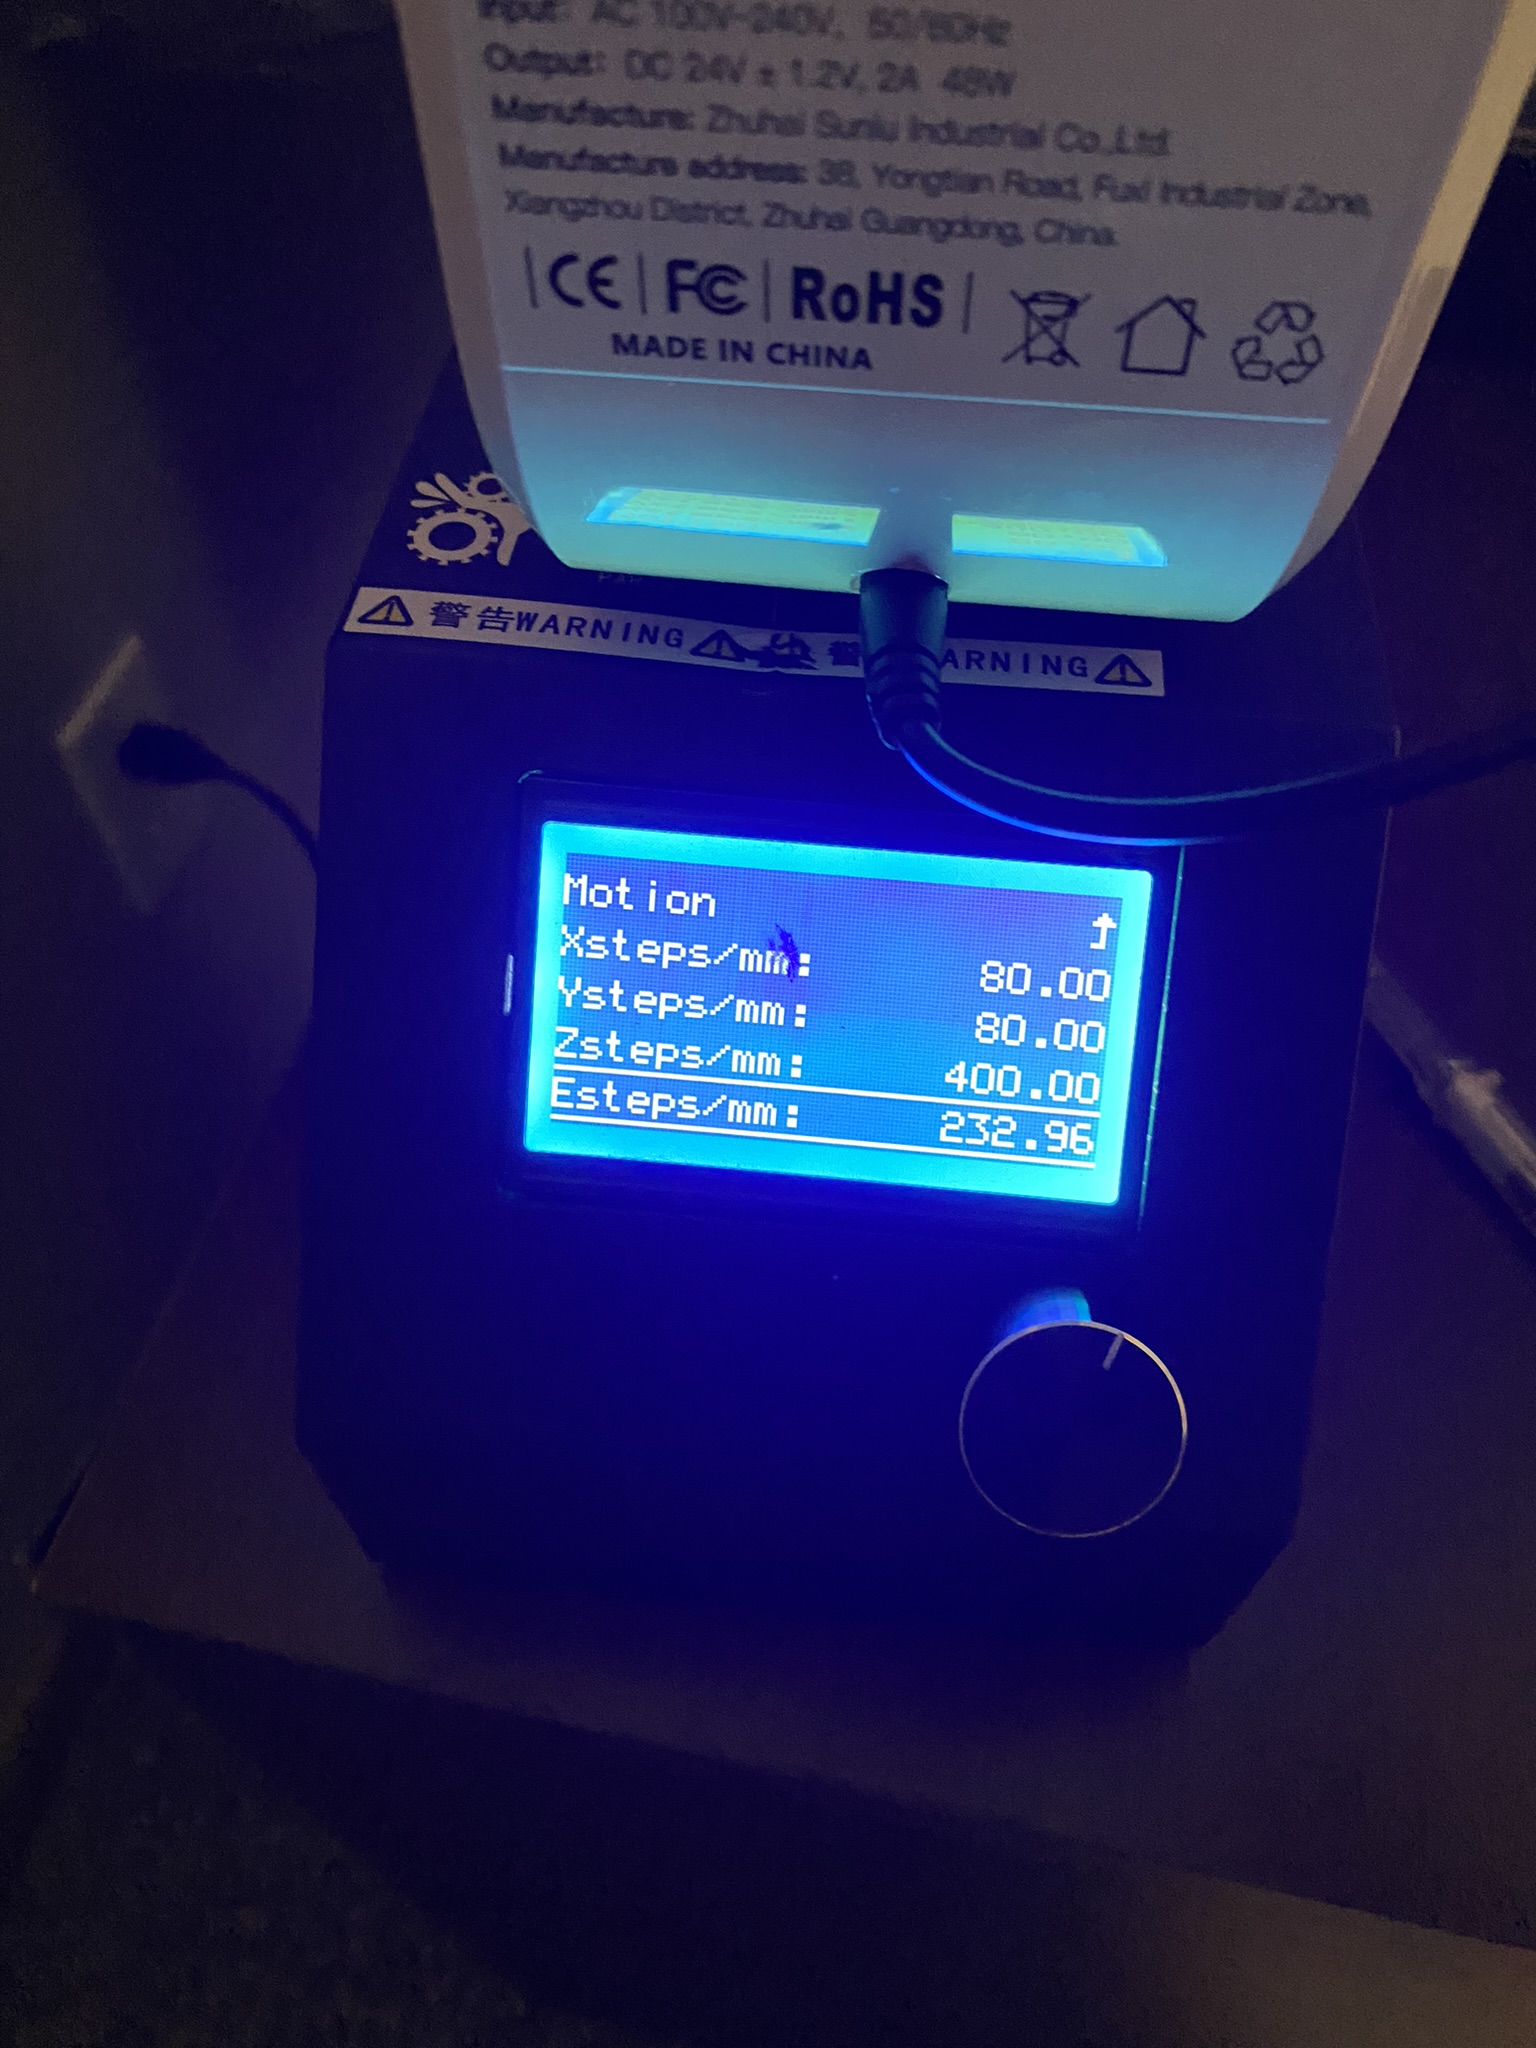 Input: AC 100V-240V, 50/60Hz
Output: DC 24V ± 1.2V, 2A 48W
Manufacture: Zhuhai Sunlu Industrial Co.,Ltd
Manufacture address: 38, Yongtian Road, Fuxi Industrial Zone,
Xiangzhou District, Zhuhai Guangdong, China.
CE FC RoHS
MADE IN CHINA
警告WARNING 警 ARNING
Motion
Xsteps/mm: 80.00
Ysteps/mm: 80.00
Zsteps/mm: 400.00
Esteps/mm: 232.96